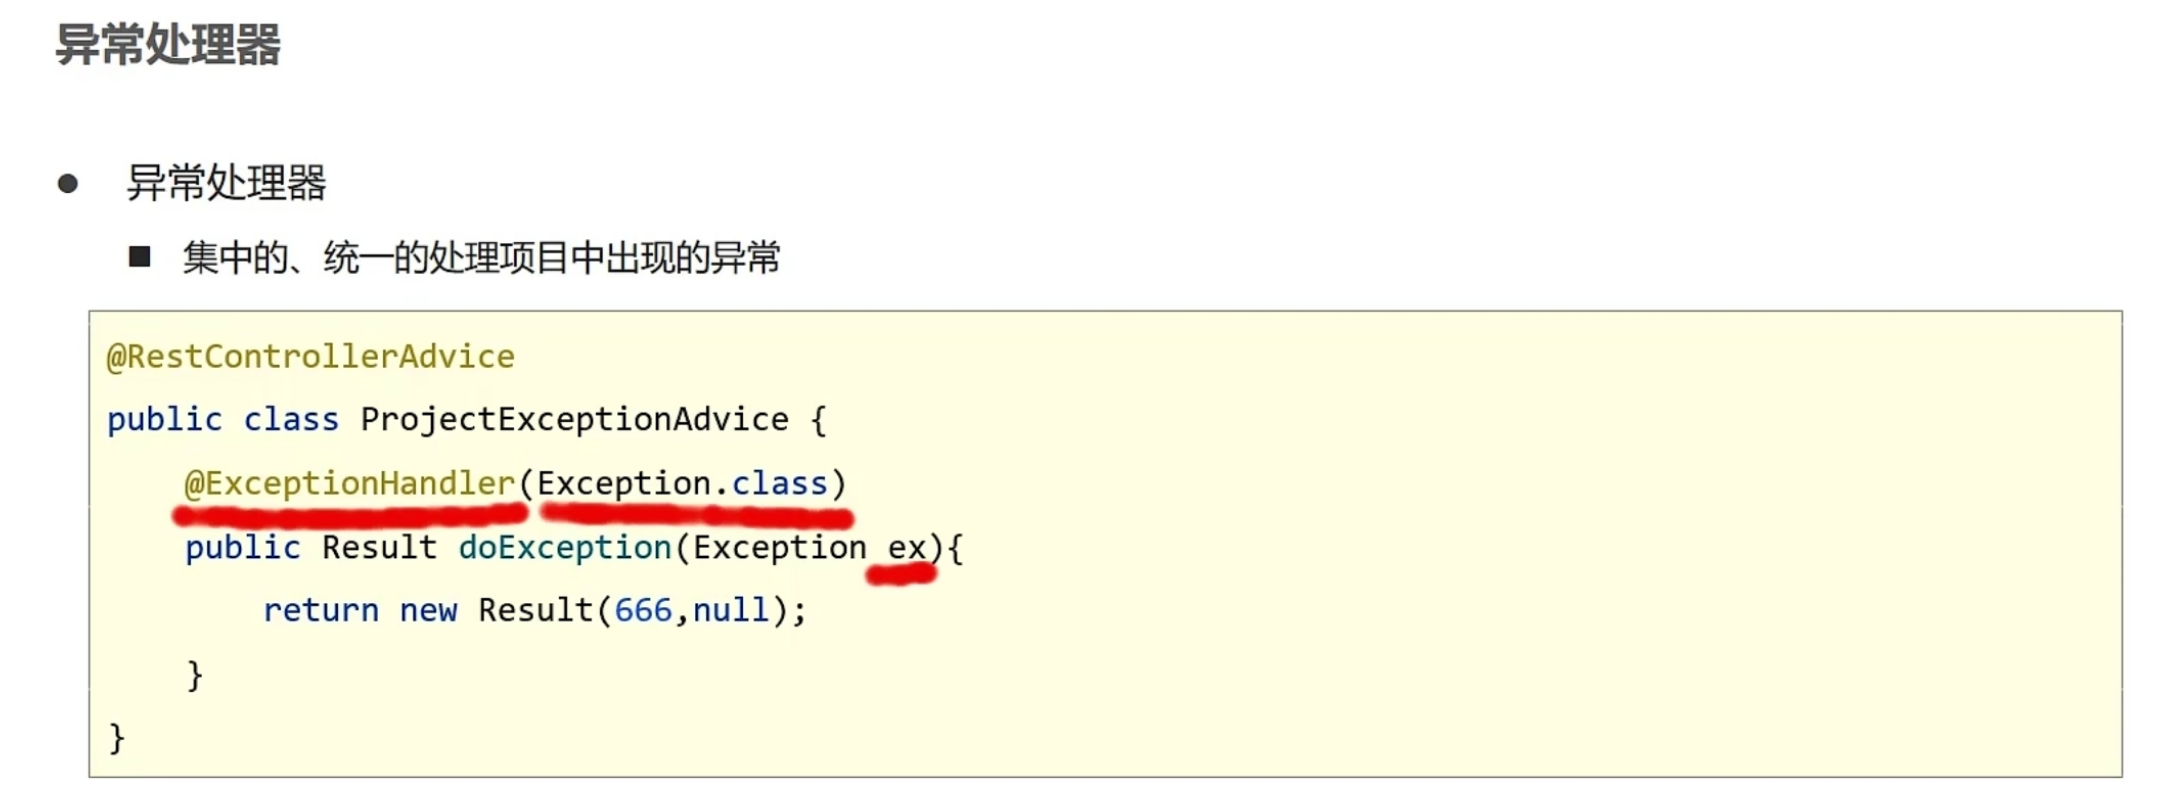 异常处理器
● 异常处理器
■ 集中的、统一的处理项目中出现的异常
@RestControllerAdvice
public class ProjectExceptionAdvice {
    @ExceptionHandler(Exception.class)
    public Result doException(Exception ex){
        return new Result(666,null);
    }
}